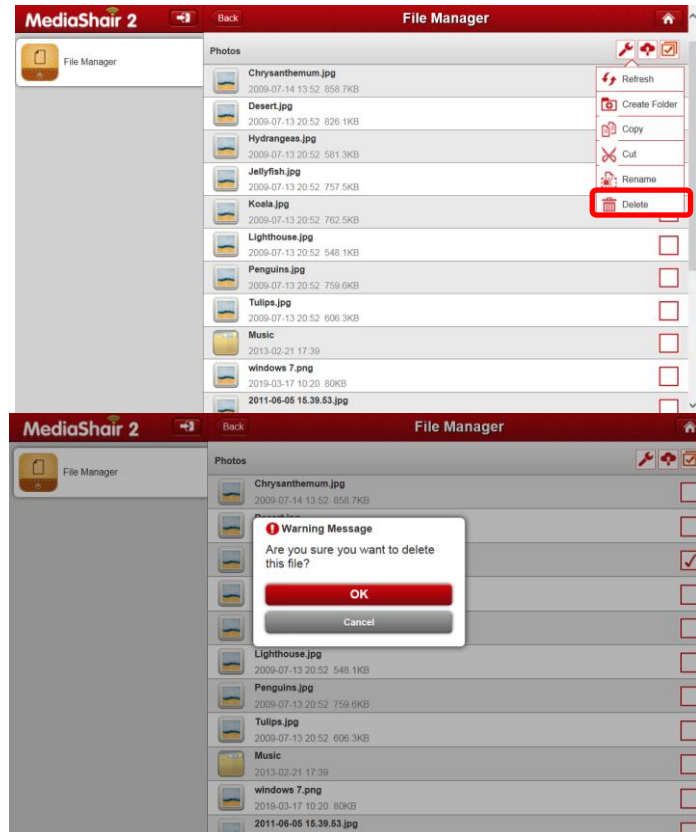 MediaShair 2
Back
File Manager
File Manager
Photos
Chrysanthemum.jpg
2009-07-14 13:52 858.7KB
Desert.jpg
2009-07-13 20:52 826.1KB
Hydrangeas.jpg
2009-07-13 20:52 581.3KB
Jellyfish.jpg
2009-07-13 20:52 757.5KB
Koala.jpg
2009-07-13 20:52 762.5KB
Lighthouse.jpg
2009-07-13 20:52 548.1KB
Penguins.jpg
2009-07-13 20:52 759.6KB
Tulips.jpg
2009-07-13 20:52 606.3KB
Music
2013-02-21 17:39
windows 7.png
2019-03-17 10:20 80KB
2011-06-05 15.39.53.jpg
Refresh
Create Folder
Copy
Cut
Rename
Delete
MediaShair 2
Back
File Manager
File Manager
Photos
Chrysanthemum.jpg
2009-07-14 13:52 858.7KB
Warning Message
Are you sure you want to delete
this file?
OK
Cancel
Lighthouse.jpg
2009-07-13 20:52 548.1KB
Penguins.jpg
2009-07-13 20:52 759.6KB
Tulips.jpg
2009-07-13 20:52 606.3KB
Music
2013-02-21 17:39
windows 7.png
2019-03-17 10:20 80KB
2011-06-05 15.39.53.jpg